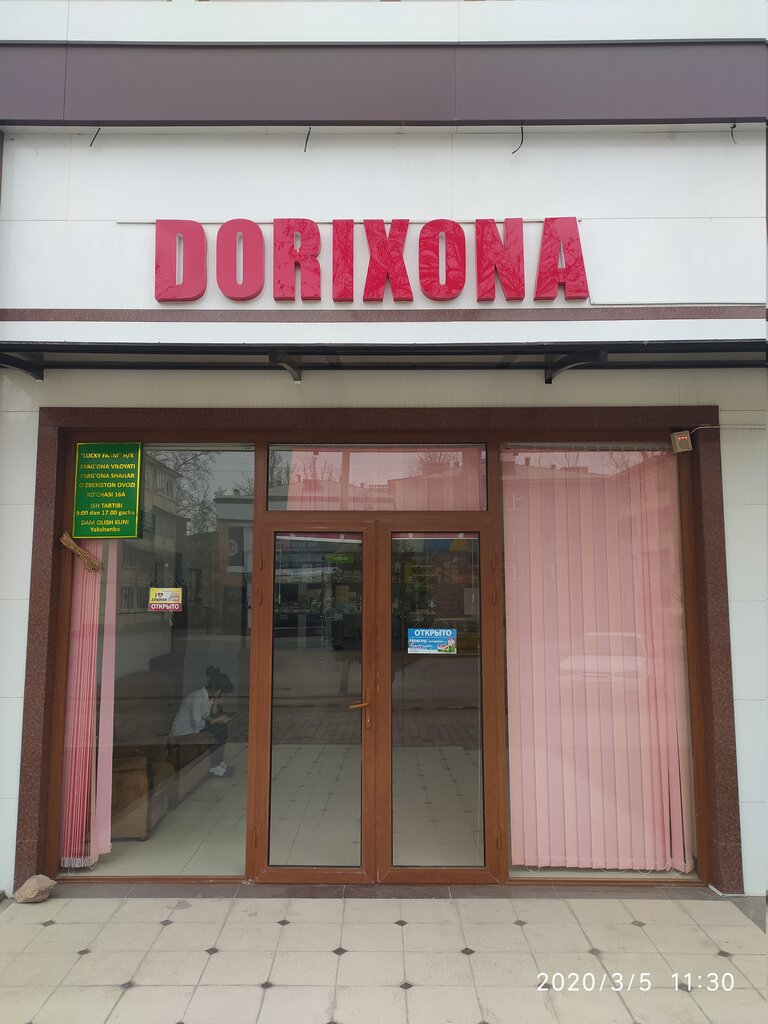 DORIXONA
"LUCKY FARM" H/K
FARG'ONA VILOYATI
FARG'ONA SHAHAR
O'ZBEKISTON OVOZI
KO'CHASI 16A
ISH TARTIBI
9:00 dan 17.00 gacha
DAM OLISH KUNI
Yakshanba
ОТКРЫТО
ОТКРЫТО
2020/3/5 11:30